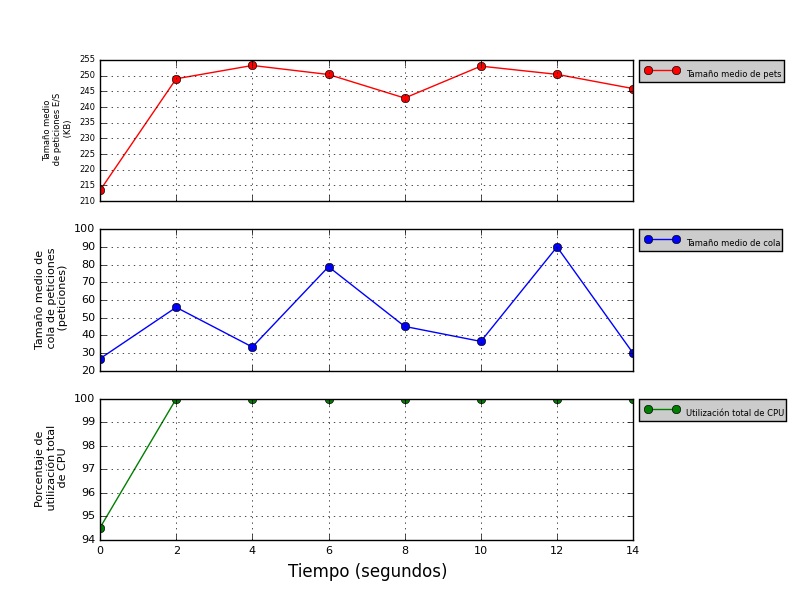 Tamaño medio
de peticiones E/S
(KB)
255
250
245
240
235
230
225
220
215
210
Tamaño medio de pets
Tamaño medio de
cola de peticiones
(peticiones)
100
90
80
70
60
50
40
30
20
Tamaño medio de cola
Porcentaje de
utilización total
de CPU
100
99
98
97
96
95
94
Utilización total de CPU
0 2 4 6 8 10 12 14
Tiempo (segundos)